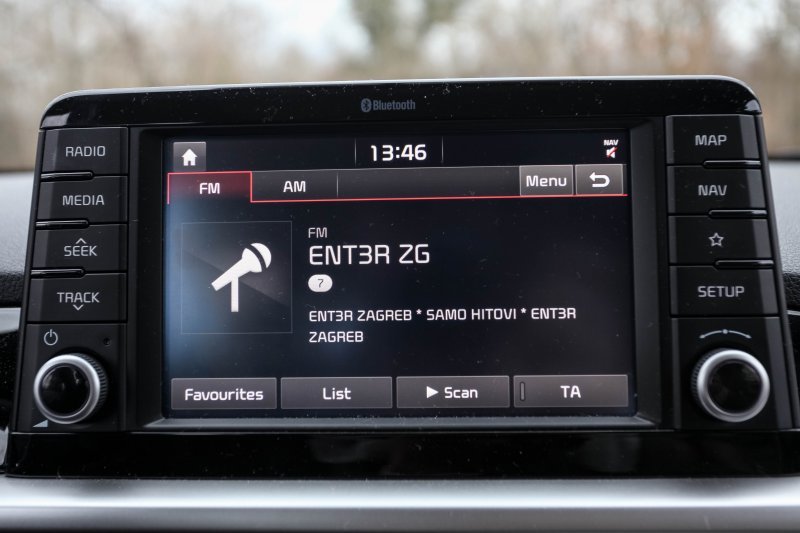 Bluetooth
RADIO
MEDIA
SEEK
TRACK
13:46
NAV
FM
AM
Menu
FM
ENT3R ZG
7
ENT3R ZAGREB * SAMO HITOVI * ENT3R
ZAGREB
Favourites
List
Scan
TA
MAP
NAV
SETUP